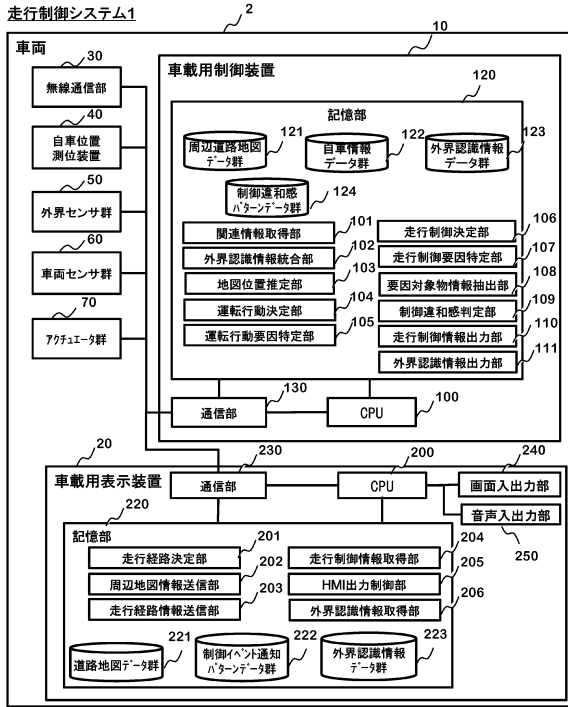 走行制御システム1
2
車両
10
車載用制御装置
30
無線通信部
40
自車位置
測位装置
50
外界センサ群
60
車両センサ群
70
アクチュエータ群
120
記憶部
周辺道路地図
データ群
121
自車情報
データ群
122
外界認識情報
データ群
123
制御違和感
パターンデータ群
124
関連情報取得部
101
外界認識情報統合部
102
地図位置推定部
103
運転行動決定部
104
運転行動要因特定部
105
走行制御決定部
106
走行制御要因特定部
107
要因対象物情報抽出部
108
制御違和感判定部
109
走行制御情報出力部
110
外界認識情報出力部
111
通信部
130
CPU
100
20
車載用表示装置
通信部
230
CPU
200
画面入出力部
240
音声入出力部
250
220
記憶部
走行経路決定部
201
周辺地図情報送信部
202
走行経路情報送信部
203
走行制御情報取得部
204
HMI出力制御部
205
外界認識情報取得部
206
道路地図データ群
221
制御イベント通知
パターンデータ群
222
外界認識情報
データ群
223